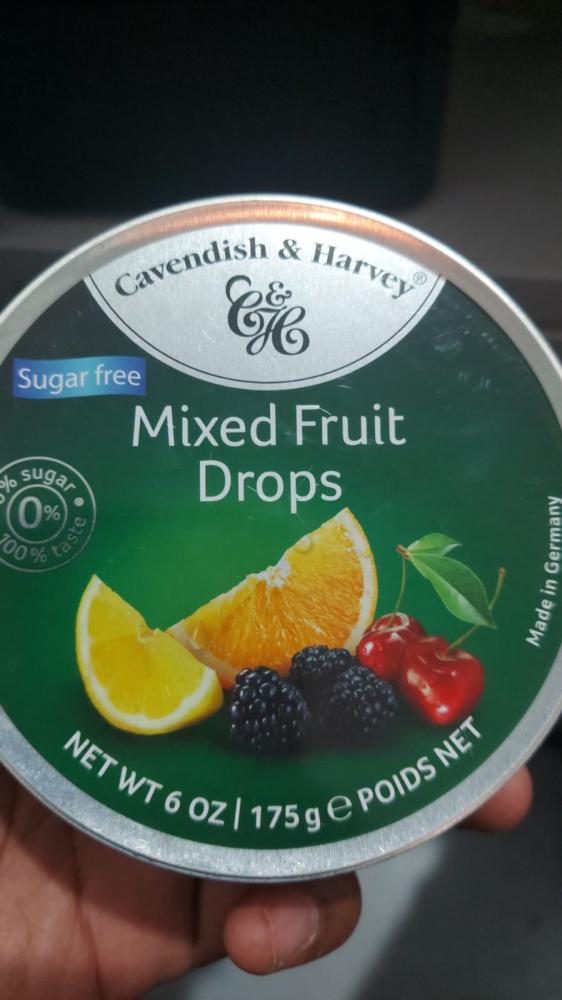 Cavendish & Harvey®
C&H
Sugar free
Mixed Fruit
Drops
% sugar •
0%
100% taste
Made in Germany
NET WT 6 OZ | 175g ℮ POIDS NET